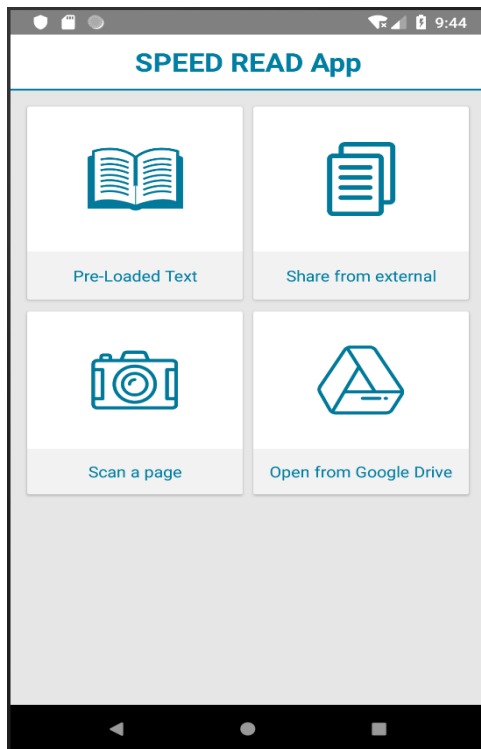 9:44
SPEED READ App
Pre-Loaded Text
Share from external
Scan a page
Open from Google Drive